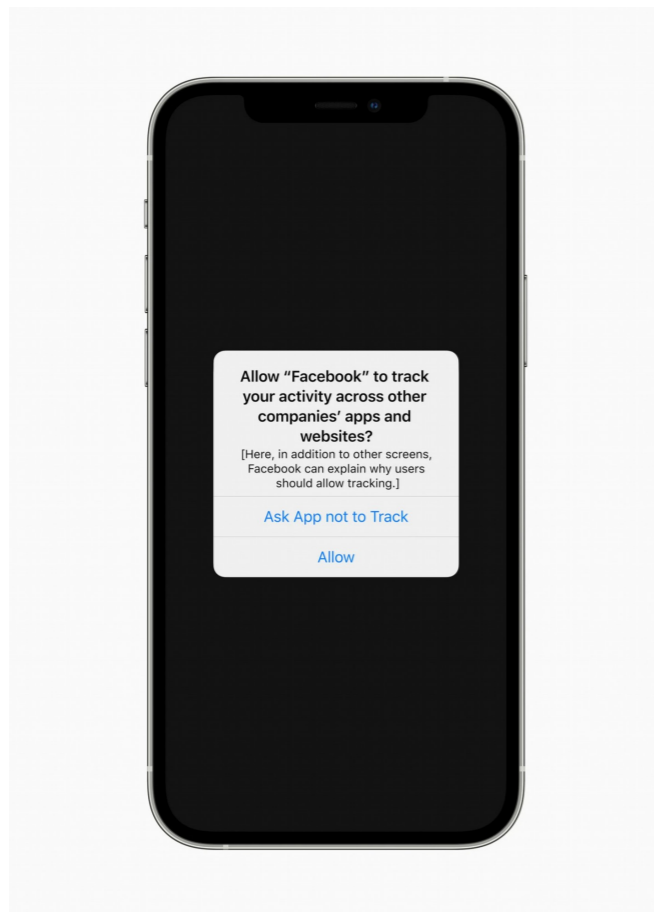 Allow “Facebook” to track
your activity across other
companies’ apps and
websites?
[Here, in addition to other screens,
Facebook can explain why users
should allow tracking.]
Ask App not to Track
Allow